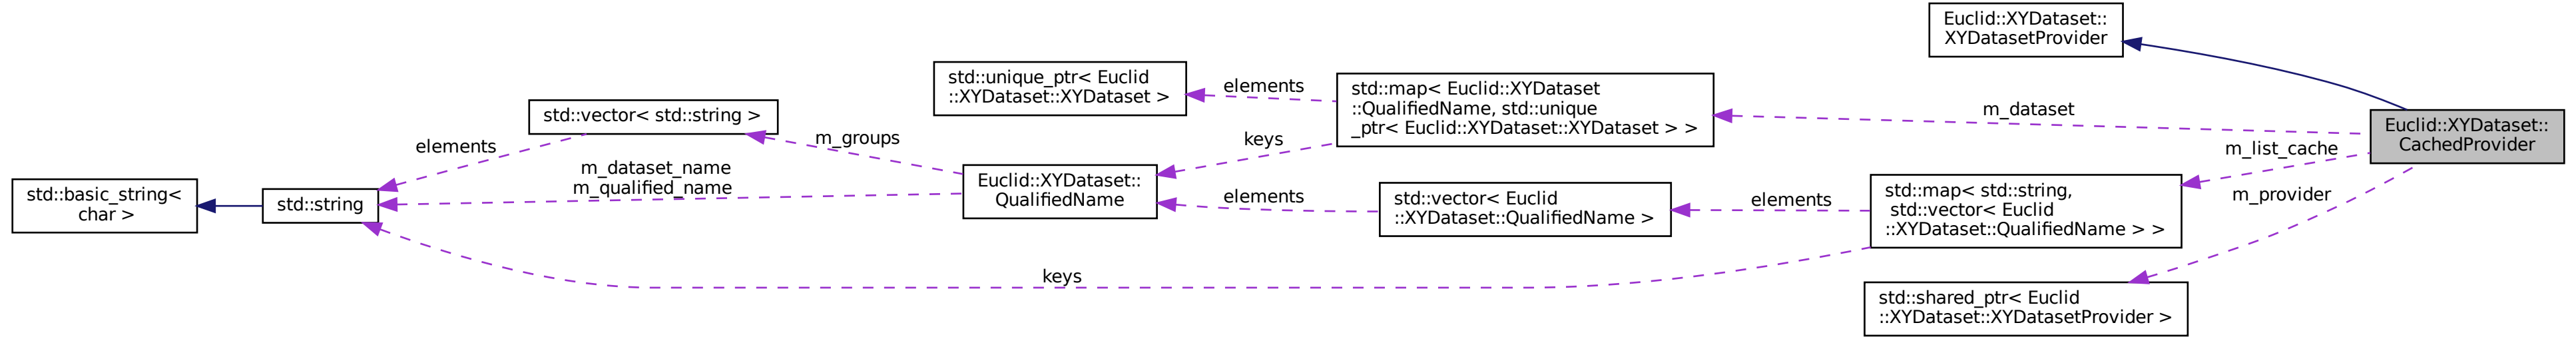 Euclid::XYDataset::
XYDatasetProvider
std::unique_ptr< Euclid
::XYDataset::XYDataset >
elements
std::map< Euclid::XYDataset
::QualifiedName, std::unique
_ptr< Euclid::XYDataset::XYDataset > >
m_dataset
Euclid::XYDataset::
CachedProvider
std::vector< std::string >
elements
m_groups
keys
m_list_cache
m_dataset_name
m_qualified_name
std::basic_string<
char >
std::string
Euclid::XYDataset::
QualifiedName
elements
std::vector< Euclid
::XYDataset::QualifiedName >
elements
std::map< std::string,
std::vector< Euclid
::XYDataset::QualifiedName > >
m_provider
keys
std::shared_ptr< Euclid
::XYDataset::XYDatasetProvider >